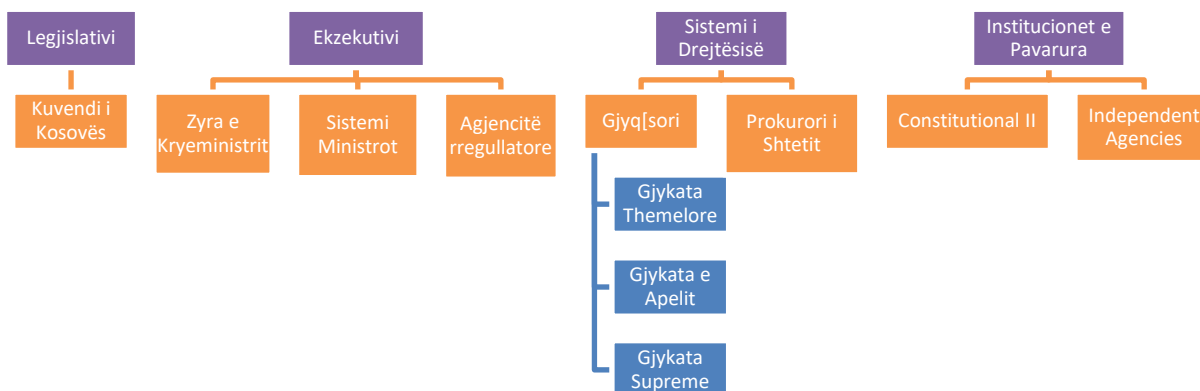 Legjislativi
Ekzekutivi
Sistemi i
Drejtësisë
Institucionet e
Pavarura
Kuvendi i
Kosovës
Zyra e
Kryeministrit
Sistemi
Ministrot
Agjencitë
rregullatore
Gjyq[sori
Prokurori i
Shtetit
Constitutional II
Independent
Agencies
Gjykata
Themelore
Gjykata e
Apelit
Gjykata
Supreme